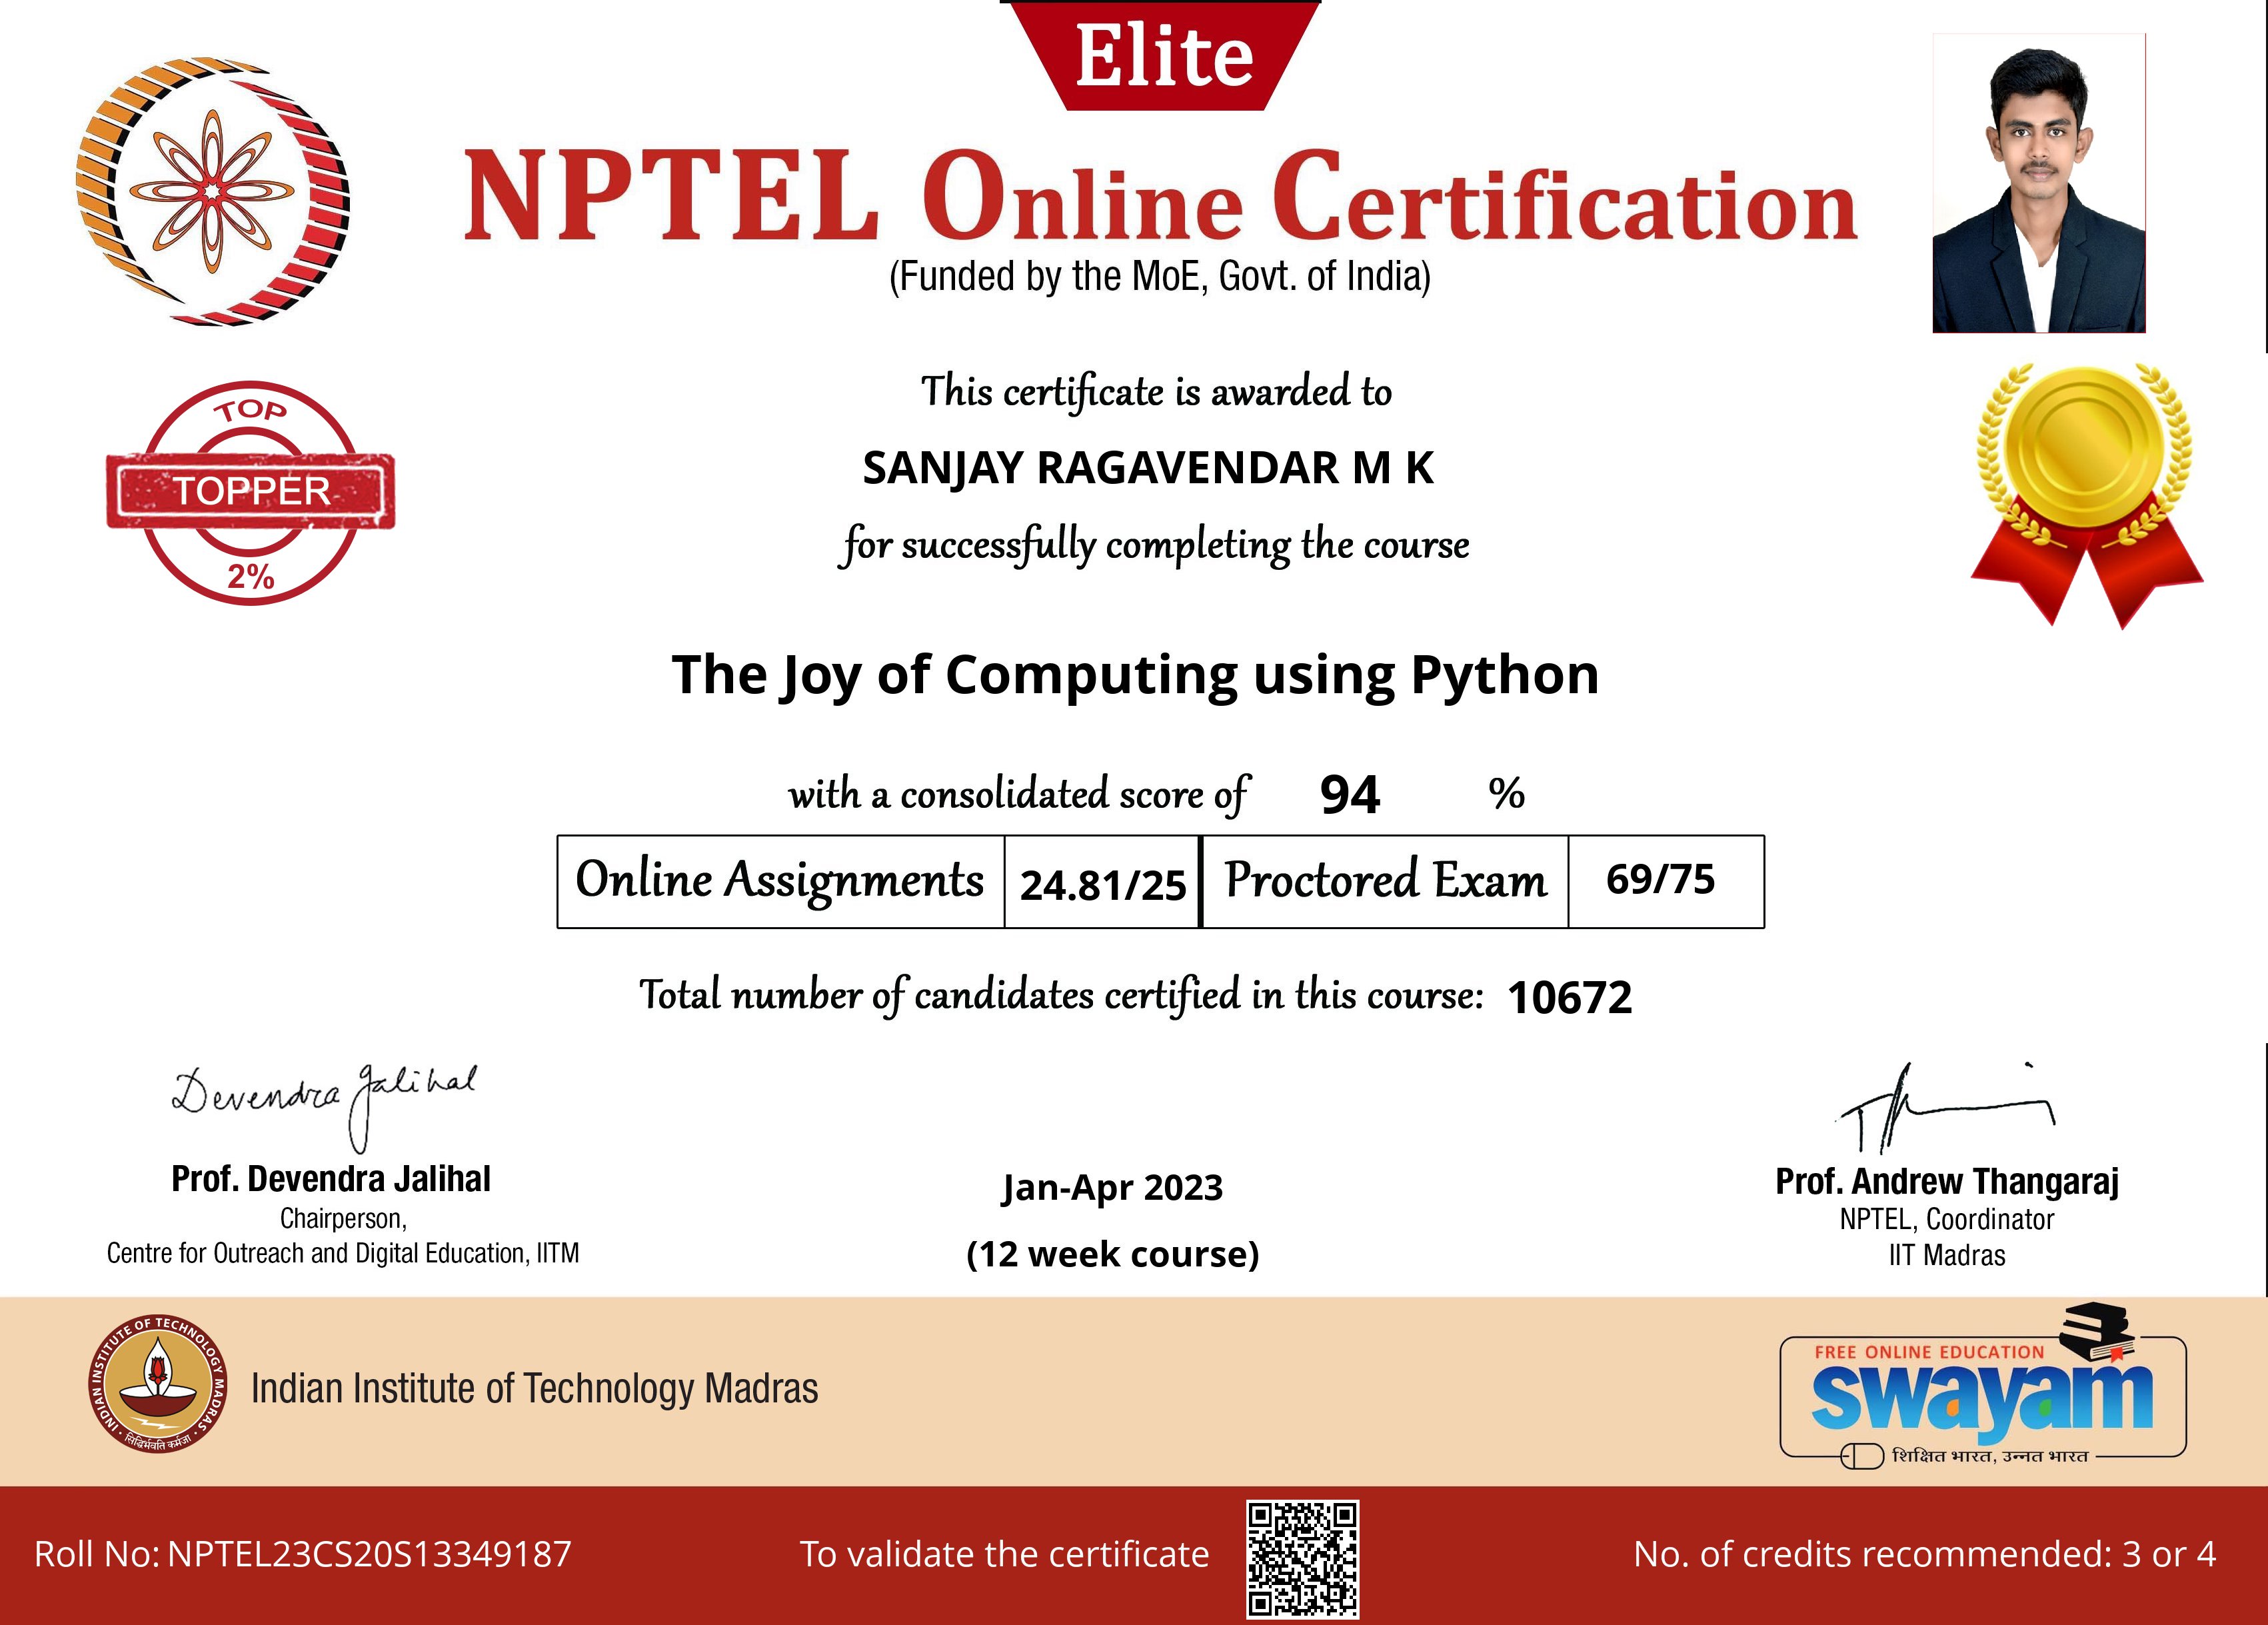 Elite
NPTEL Online Certification
(Funded by the MoE, Govt. of India)
TOP
TOPPER
2%
This certificate is awarded to
SANJAY RAGAVENDAR M K
for successfully completing the course
The Joy of Computing using Python
with a consolidated score of 94 %
Online Assignments 24.81/25 Proctored Exam 69/75
Total number of candidates certified in this course: 10672
Devendra Jalihal
Prof. Devendra Jalihal
Chairperson,
Centre for Outreach and Digital Education, IITM
Jan-Apr 2023
(12 week course)
Prof. Andrew Thangaraj
NPTEL, Coordinator
IIT Madras
INDIAN INSTITUTE OF TECHNOLOGY MADRAS
सिद्धिर्भवति कर्मजा
Indian Institute of Technology Madras
FREE ONLINE EDUCATION
swayam
शिक्षित भारत, उन्नत भारत
Roll No: NPTEL23CS20S13349187
To validate the certificate
No. of credits recommended: 3 or 4